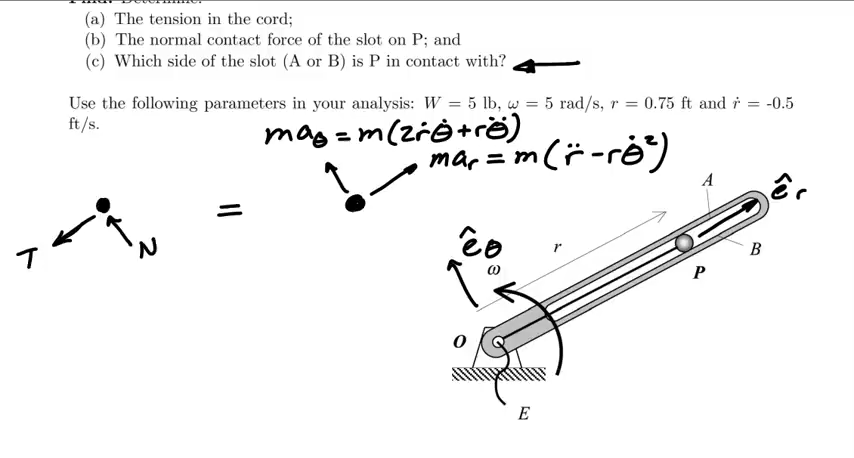 (a) The tension in the cord;
(b) The normal contact force of the slot on P; and
(c) Which side of the slot (A or B) is P in contact with?
Use the following parameters in your analysis: W = 5 lb, ω = 5 rad/s, r = 0.75 ft and ṙ = -0.5
ft/s.
maθ = m(2ṙθ̇+rθ̈)
mar = m(r̈-rθ̇²)
T
N
=
êθ
ω
r
A
êr
B
P
O
E